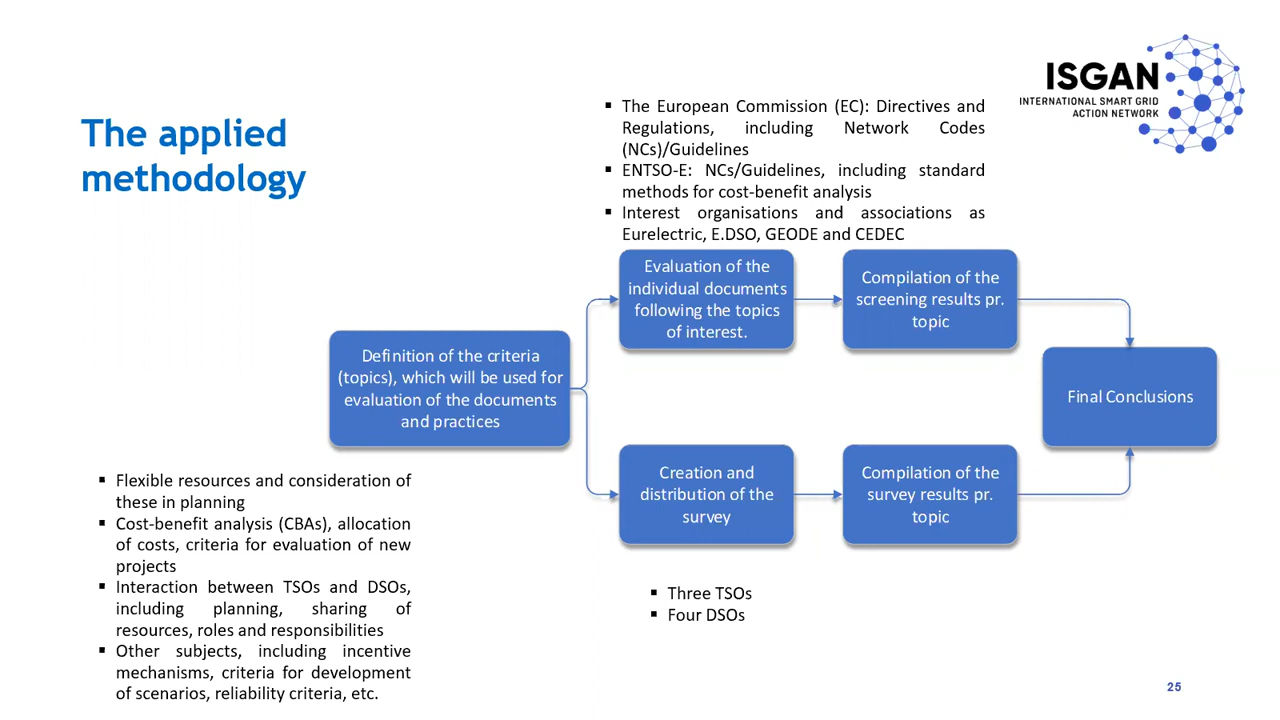 The applied
methodology
ISGAN
INTERNATIONAL SMART GRID
ACTION NETWORK
▪ The European Commission (EC): Directives and
Regulations, including Network Codes
(NCs)/Guidelines
▪ ENTSO-E: NCs/Guidelines, including standard
methods for cost-benefit analysis
▪ Interest organisations and associations as
Eurelectric, E.DSO, GEODE and CEDEC
Definition of the criteria
(topics), which will be used for
evaluation of the documents
and practices
Evaluation of the
individual documents
following the topics
of interest.
Compilation of the
screening results pr.
topic
Final Conclusions
Creation and
distribution of the
survey
Compilation of the
survey results pr.
topic
▪ Flexible resources and consideration of
these in planning
▪ Cost-benefit analysis (CBAs), allocation
of costs, criteria for evaluation of new
projects
▪ Interaction between TSOs and DSOs,
including planning, sharing of
resources, roles and responsibilities
▪ Other subjects, including incentive
mechanisms, criteria for development
of scenarios, reliability criteria, etc.
▪ Three TSOs
▪ Four DSOs
25